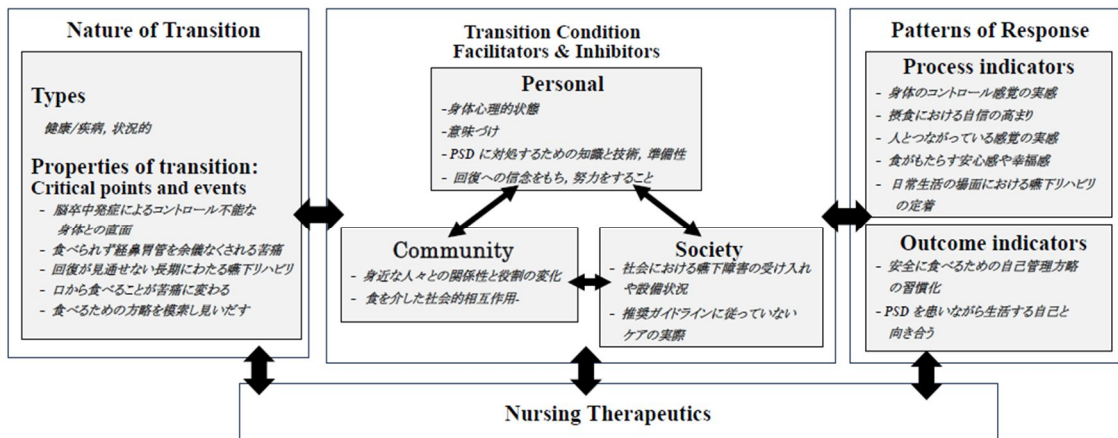 Nature of Transition
Types
健康/疾病, 状況的
Properties of transition:
Critical points and events
- 脳卒中発症によるコントロール不能な
身体との直面
- 食べられず経鼻胃管を余儀なくされる苦痛
- 回復が見通せない長期にわたる嚥下リハビリ
- 口から食べることが苦痛に変わる
- 食べるための方略を模索し見いだす
Transition Condition
Facilitators & Inhibitors
Personal
-身体心理的状態
-意味づけ
- PSD に対処するための知識と技術, 準備性
- 回復への信念をもち, 努力をすること
Community
- 身近な人々との関係性と役割の変化
- 食を介した社会的相互作用-
Society
- 社会における嚥下障害の受け入れ
や設備状況
- 推奨ガイドラインに従っていない
ケアの実際
Patterns of Response
Process indicators
- 身体のコントロール感覚の実感
- 摂食における自信の高まり
- 人とつながっている感覚の実感
- 食がもたらす安心感や幸福感
- 日常生活の場面における嚥下リハビリ
の定着
Outcome indicators
- 安全に食べるための自己管理方略
の習慣化
-PSD を患いながら生活する自己と
向き合う
Nursing Therapeutics